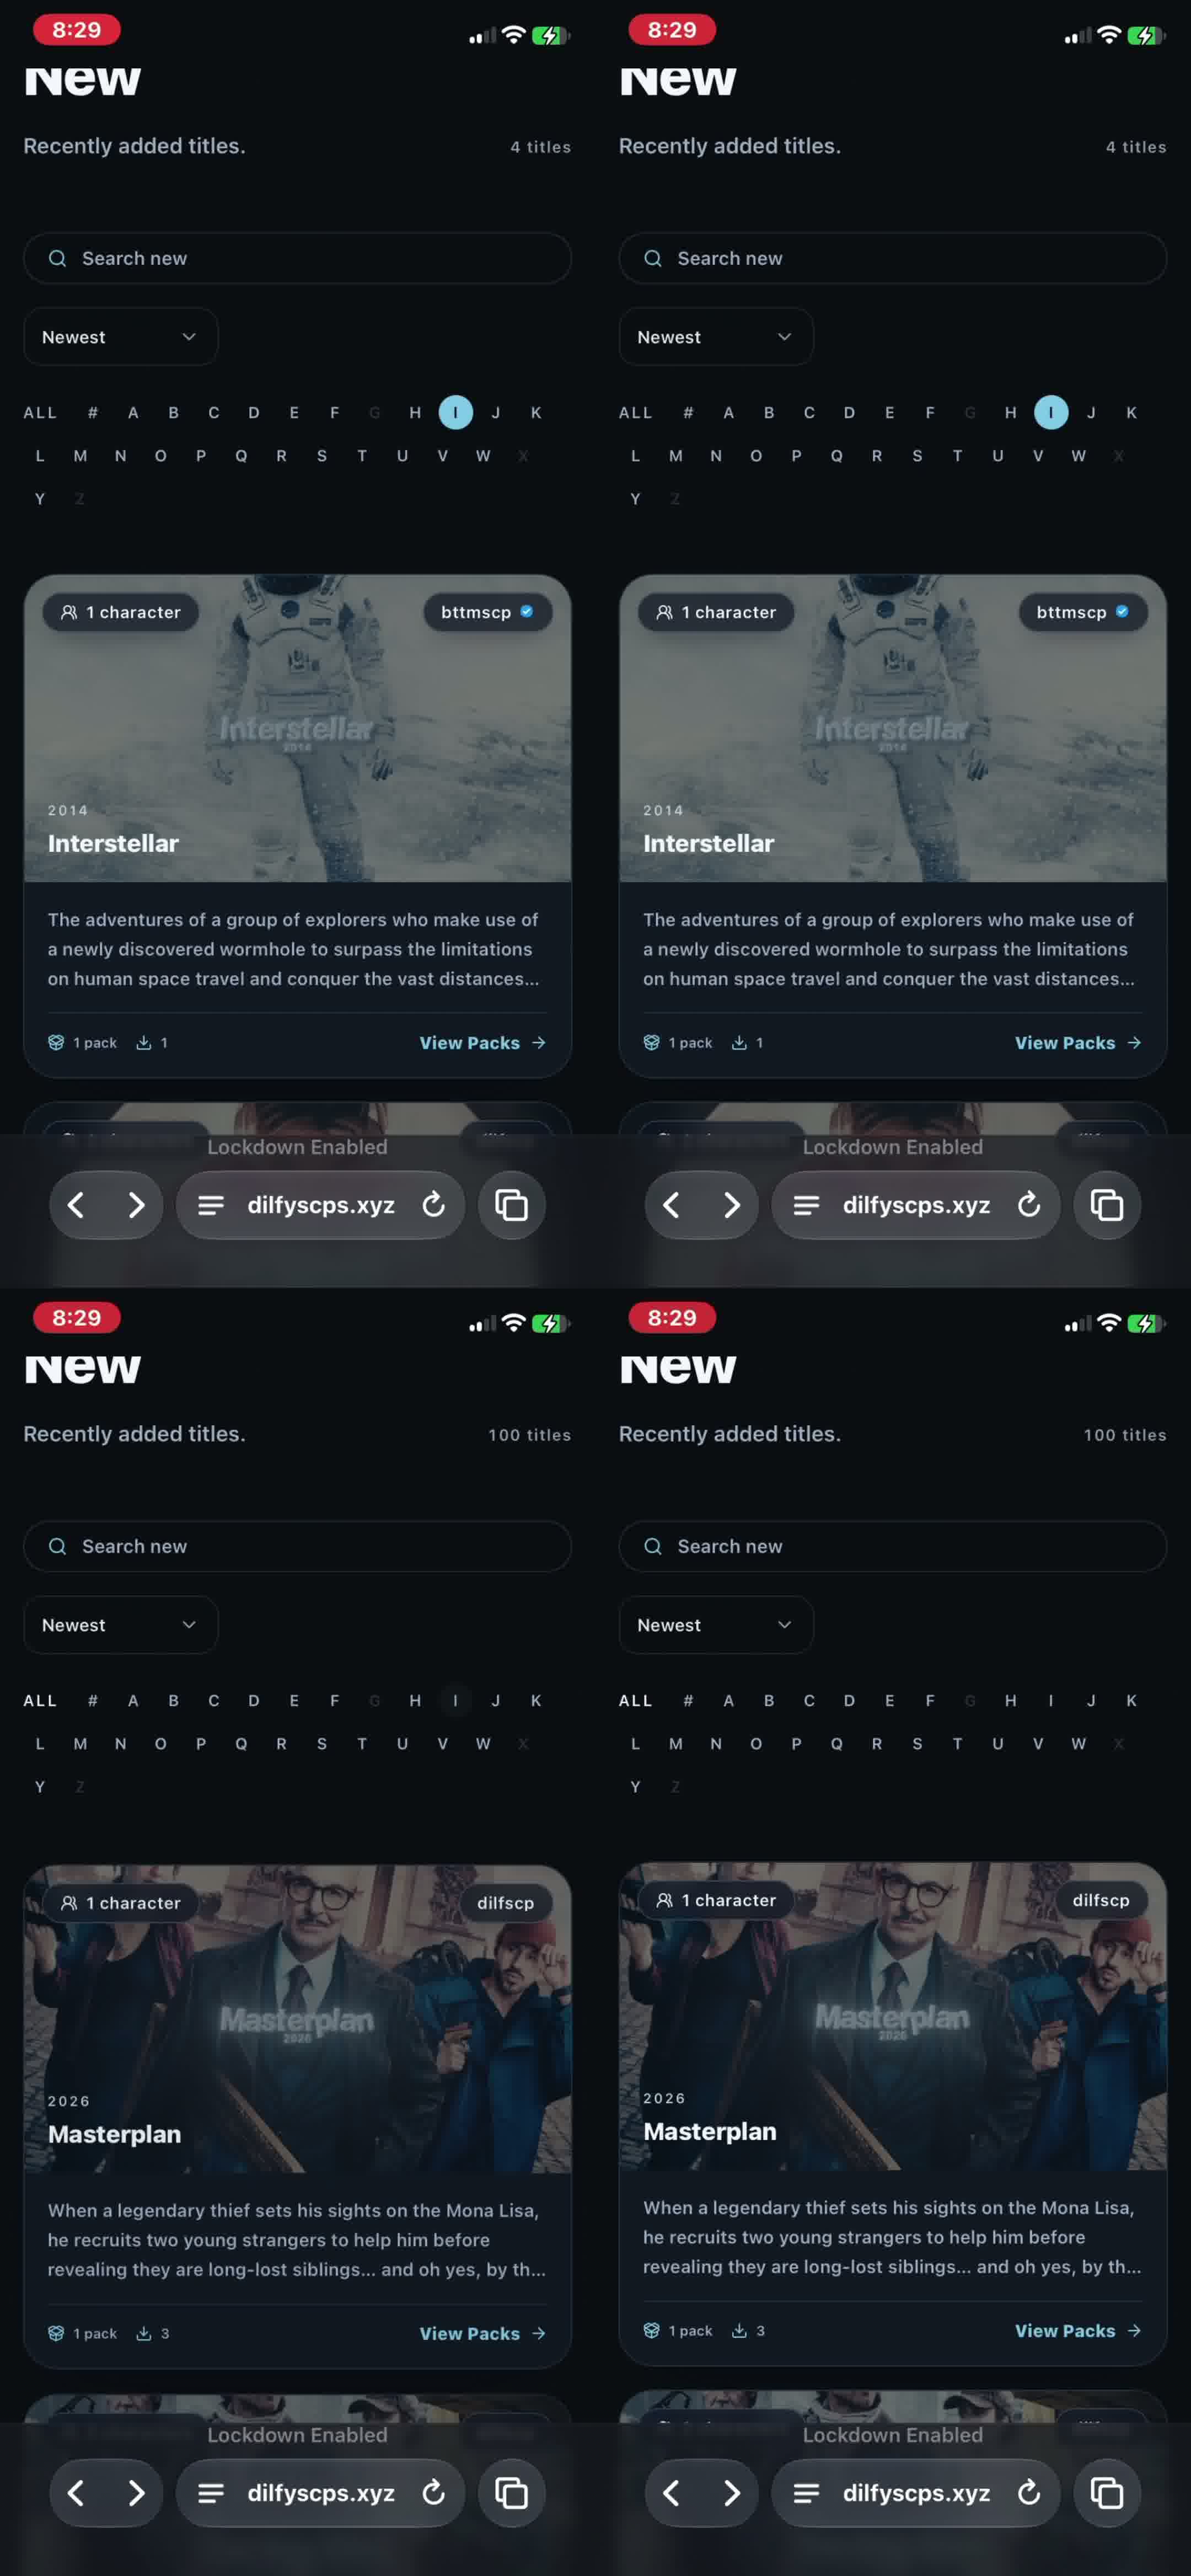 8:29
New
Recently added titles. 4 titles
Search new
Newest
ALL # A B C D E F G H I J K
L M N O P Q R S T U V W X
Y Z
1 character bttmscp
Interstellar
2014
2014
Interstellar
The adventures of a group of explorers who make use of
a newly discovered wormhole to surpass the limitations
on human space travel and conquer the vast distances...
1 pack 1 View Packs
Lockdown Enabled
dilfyscps.xyz
8:29
New
Recently added titles. 4 titles
Search new
Newest
ALL # A B C D E F G H I J K
L M N O P Q R S T U V W X
Y Z
1 character bttmscp
Interstellar
2014
2014
Interstellar
The adventures of a group of explorers who make use of
a newly discovered wormhole to surpass the limitations
on human space travel and conquer the vast distances...
1 pack 1 View Packs
Lockdown Enabled
dilfyscps.xyz
8:29
New
Recently added titles. 100 titles
Search new
Newest
ALL # A B C D E F G H I J K
L M N O P Q R S T U V W X
Y Z
1 character dilfscp
Masterplan
2026
2026
Masterplan
When a legendary thief sets his sights on the Mona Lisa,
he recruits two young strangers to help him before
revealing they are long-lost siblings... and oh yes, by th...
1 pack 3 View Packs
Lockdown Enabled
dilfyscps.xyz
8:29
New
Recently added titles. 100 titles
Search new
Newest
ALL # A B C D E F G H I J K
L M N O P Q R S T U V W X
Y Z
1 character dilfscp
Masterplan
2026
2026
Masterplan
When a legendary thief sets his sights on the Mona Lisa,
he recruits two young strangers to help him before
revealing they are long-lost siblings... and oh yes, by th...
1 pack 3 View Packs
Lockdown Enabled
dilfyscps.xyz